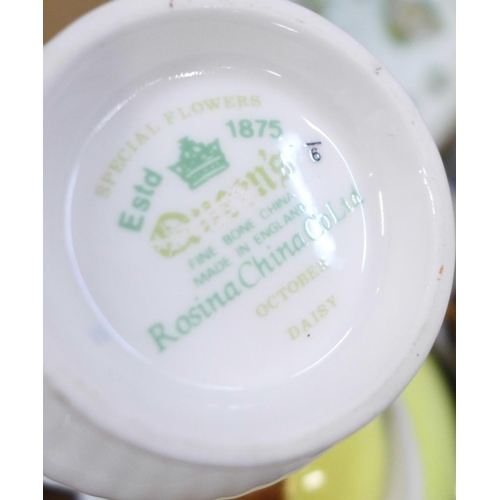 SPECIAL FLOWERS
Estd 1875
Queen's
FINE BONE CHINA
MADE IN ENGLAND
Rosina China Co Ltd
OCTOBER
DAISY